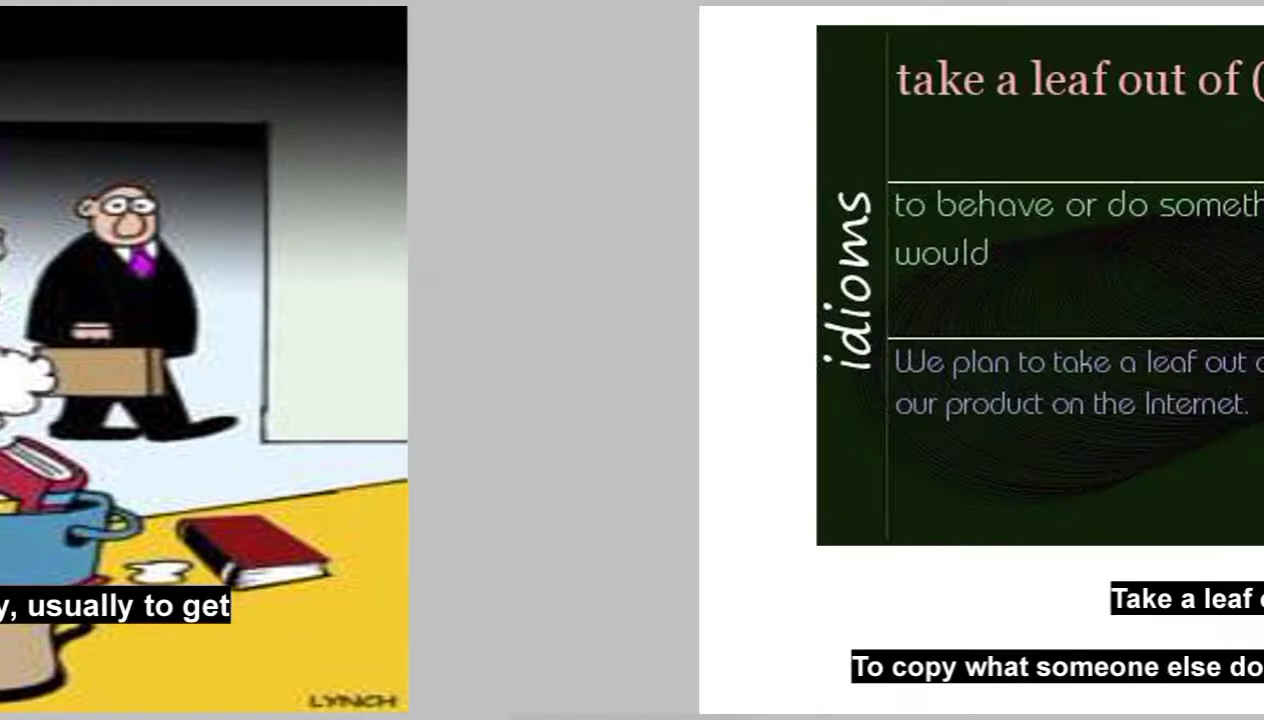 y, usually to get
LYNCH
idioms
take a leaf out of (
to behave or do someth
would
We plan to take a leaf out o
our product on the Internet.
Take a leaf o
To copy what someone else do